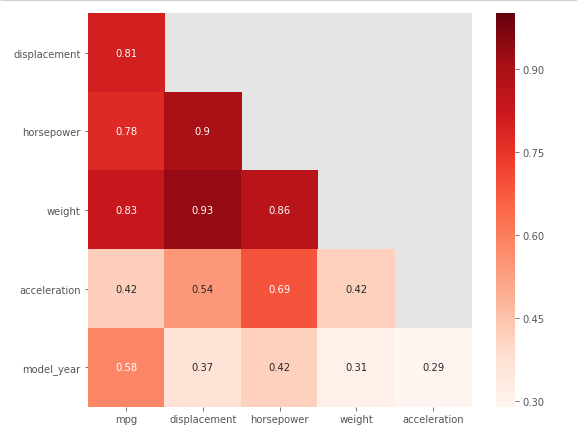 displacement 0.81
horsepower 0.78 0.9
weight 0.83 0.93 0.86
acceleration 0.42 0.54 0.69 0.42
model_year 0.58 0.37 0.42 0.31 0.29
mpg displacement horsepower weight acceleration
0.90
0.75
0.60
0.45
0.30